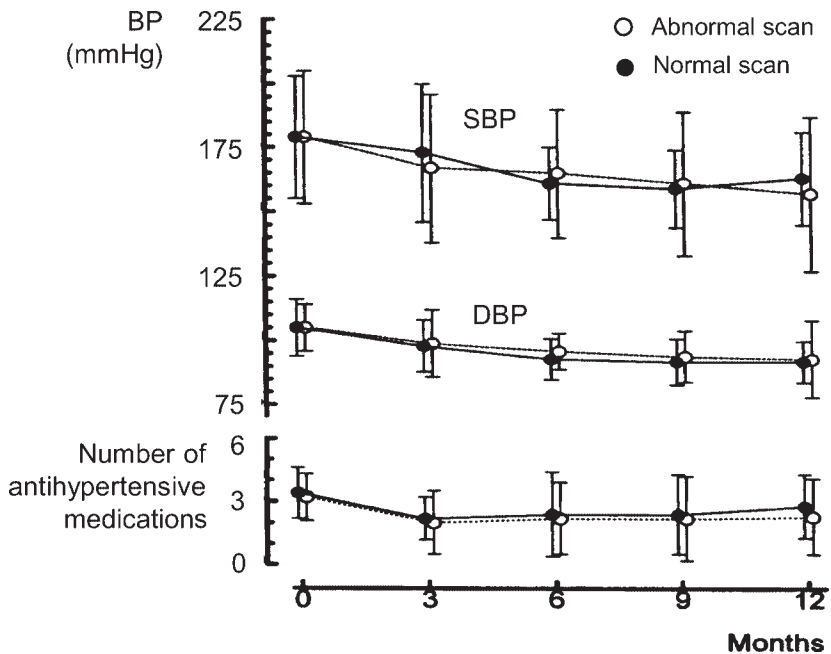 BP
(mmHg)
225
175
125
75
Abnormal scan
Normal scan
SBP
DBP
Number of
antihypertensive
medications
6
3
0
0 3 6 9 12
Months